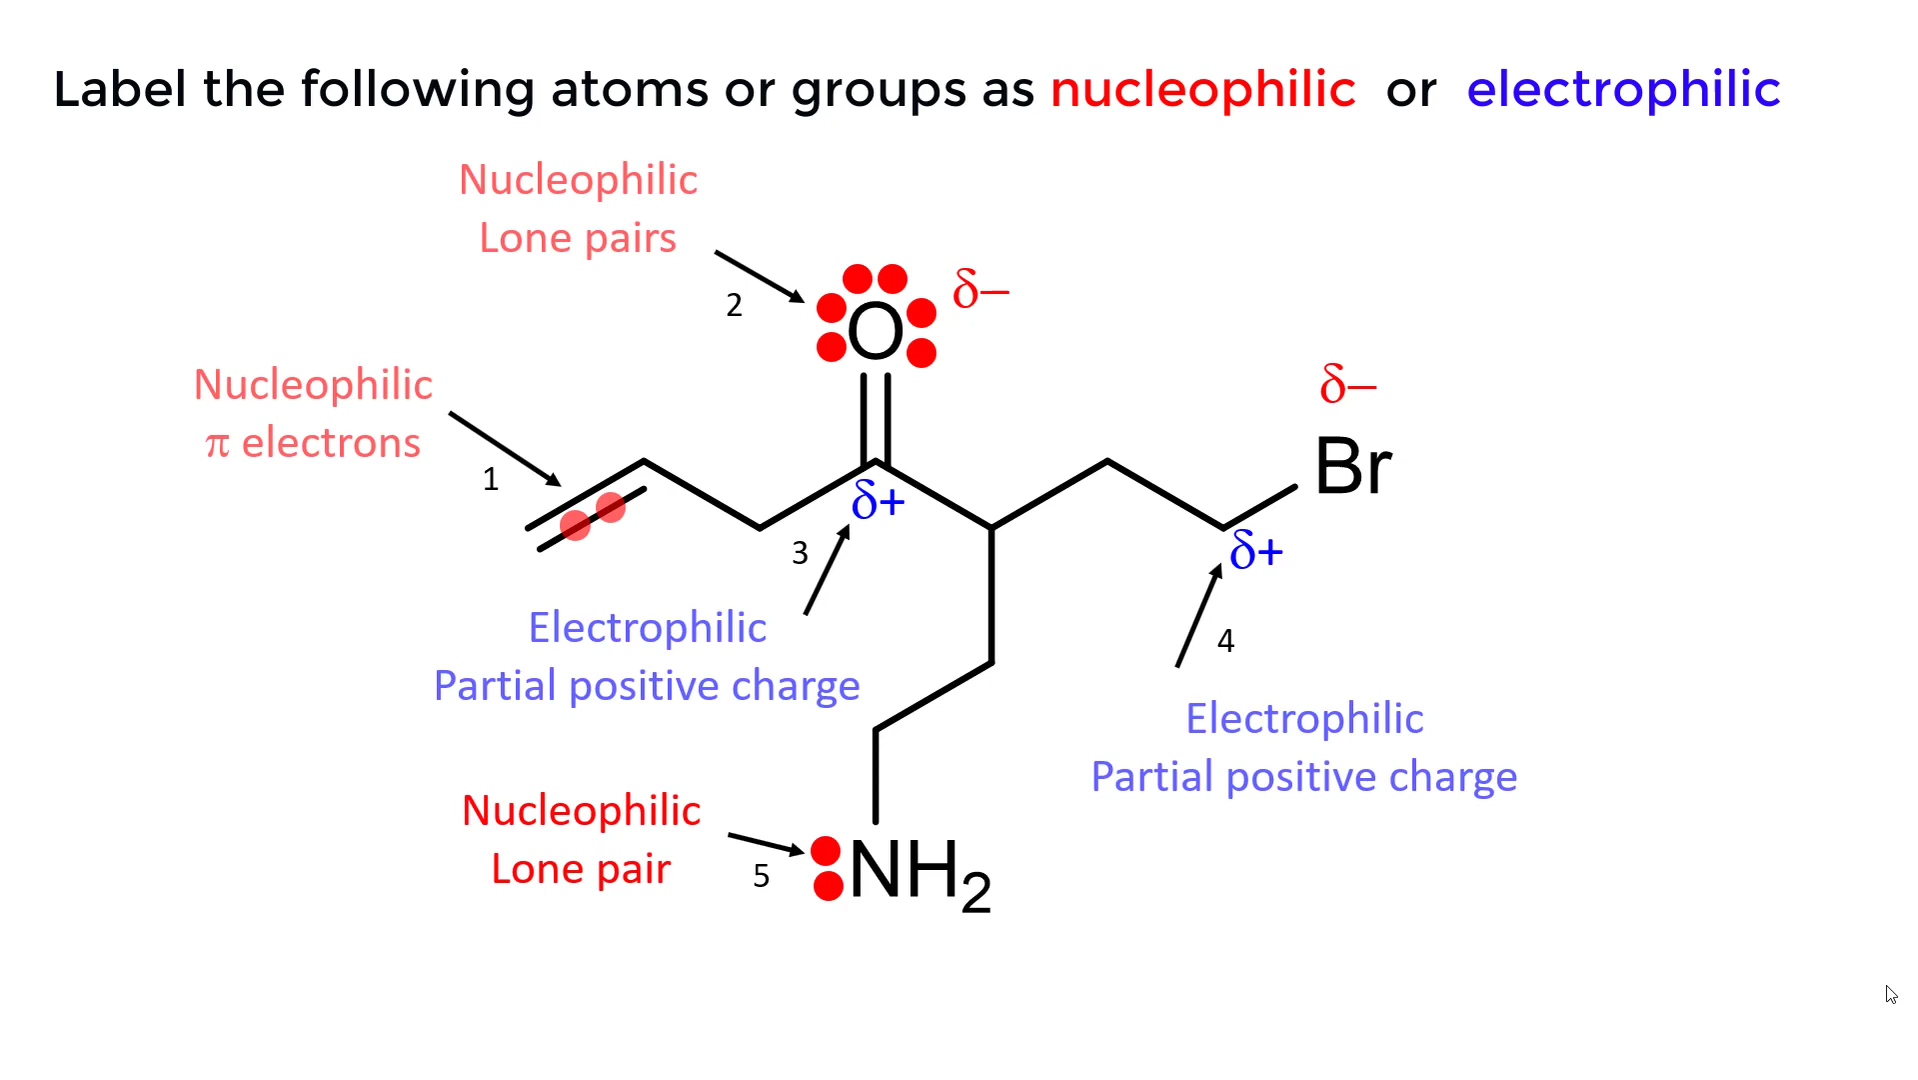 Label the following atoms or groups as nucleophilic or electrophilic
Nucleophilic
Lone pairs
2
O
δ–
Nucleophilic
π electrons
1
δ–
Br
δ+
3
δ+
4
Electrophilic
Partial positive charge
Electrophilic
Partial positive charge
Nucleophilic
Lone pair
5
NH₂